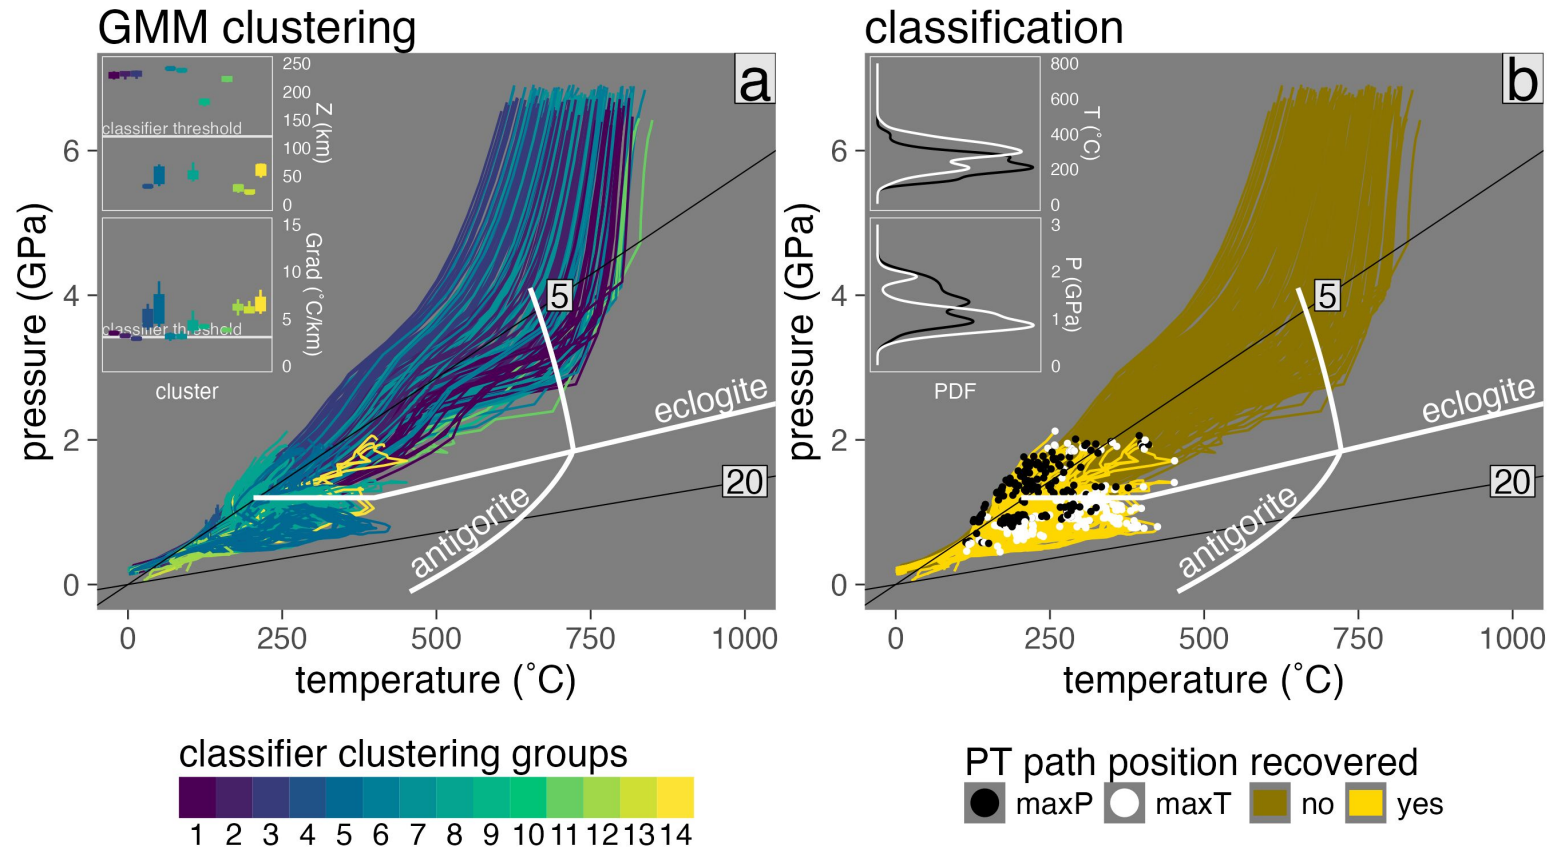 GMM clustering
classification
a
b
250
200
150
100
50
0
Z (km)
classifier threshold
15
10
5
0
Grad (˚C/km)
classifier threshold
cluster
800
600
400
200
0
T (˚C)
3
2
1
0
P (GPa)
PDF
6
4
2
0
pressure (GPa)
5
20
eclogite
antigorite
0
250
500
750
1000
temperature (˚C)
6
4
2
0
pressure (GPa)
5
20
eclogite
antigorite
0
250
500
750
1000
temperature (˚C)
classifier clustering groups
1 2 3 4 5 6 7 8 9 10 11 12 13 14
PT path position recovered
maxP maxT no yes